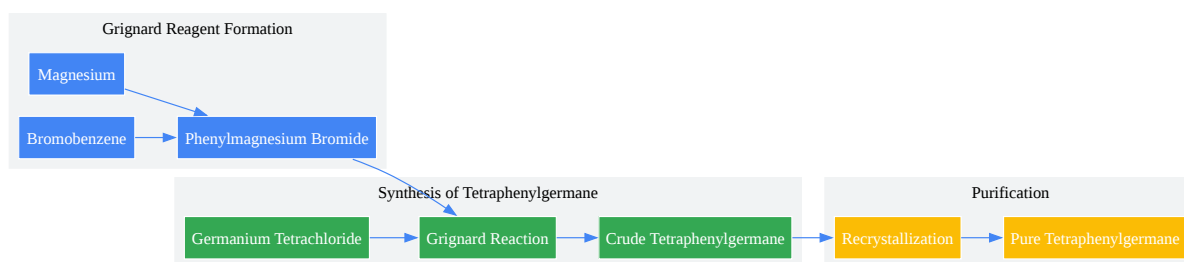 Grignard Reagent Formation
Magnesium
Bromobenzene
Phenylmagnesium Bromide
Synthesis of Tetraphenylgermane
Germanium Tetrachloride
Grignard Reaction
Crude Tetraphenylgermane
Purification
Recrystallization
Pure Tetraphenylgermane